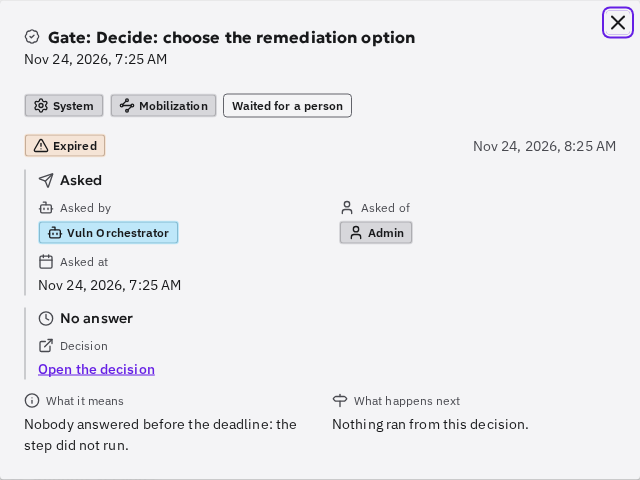 Gate: Decide: choose the remediation option
Nov 24, 2026, 7:25 AM
System
Mobilization
Waited for a person
Expired
Nov 24, 2026, 8:25 AM
Asked
Asked by
Asked of
Vuln Orchestrator
Admin
Asked at
Nov 24, 2026, 7:25 AM
No answer
Decision
Open the decision
What it means
What happens next
Nobody answered before the deadline: the
step did not run.
Nothing ran from this decision.